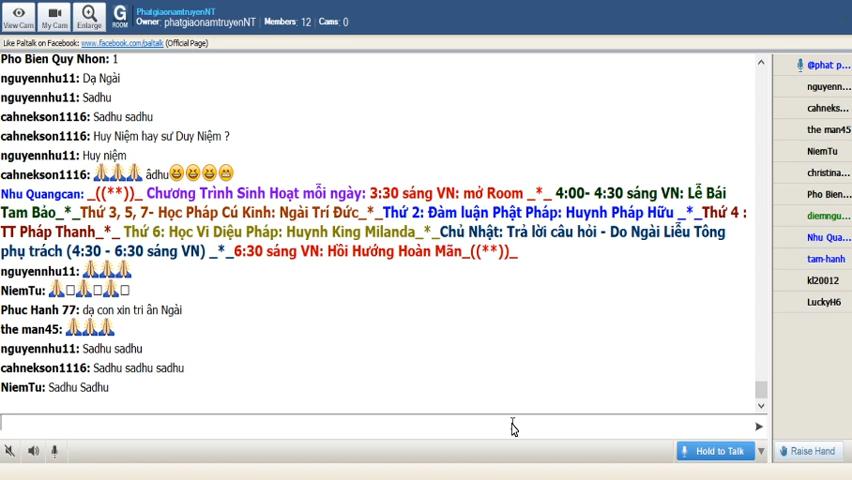 PhatgiaonamtruyenNT
Owner: phatgiaonamtruyenNT Members: 12 Cams: 0
View Cam My Cam Enlarge G ROOM
Like Paltalk on Facebook: www.facebook.com/paltalk (Official Page)
Pho Bien Quy Nhon: 1
nguyennhu11: Dạ Ngài
nguyennhu11: Sadhu
cahnekson1116: Sadhu sadhu
cahnekson1116: Huy Niệm hay sư Duy Niệm ?
nguyennhu11: Huy niệm
cahnekson1116: âdhu
Nhu Quangcan: _((**))_ Chương Trình Sinh Hoạt mỗi ngày: 3:30 sáng VN: mở Room _*_ 4:00- 4:30 sáng VN: Lễ Bái
Tam Bảo_*_Thứ 3, 5, 7- Học Pháp Cú Kinh: Ngài Trí Đức_*_Thứ 2: Đàm luận Phật Pháp: Huynh Pháp Hữu _*_Thứ 4 :
TT Pháp Thanh_*_ Thứ 6: Học Vi Diệu Pháp: Huynh King Milanda_*_Chủ Nhật: Trả lời câu hỏi - Do Ngài Liễu Tông
phụ trách (4:30 - 6:30 sáng VN) _*_6:30 sáng VN: Hồi Hướng Hoàn Mãn_((**))_
nguyennhu11:
NiemTu:
Phuc Hanh 77: dạ con xin tri ân Ngài
the man45:
nguyennhu11: Sadhu sadhu
cahnekson1116: Sadhu sadhu sadhu
NiemTu: Sadhu Sadhu
@phat p...
nguyenn...
cahneks...
the man45
NiemTu
christina...
Pho Bien...
diemngu...
Nhu Qua...
tam-hanh
kl20012
LuckyH6
Hold to Talk
Raise Hand